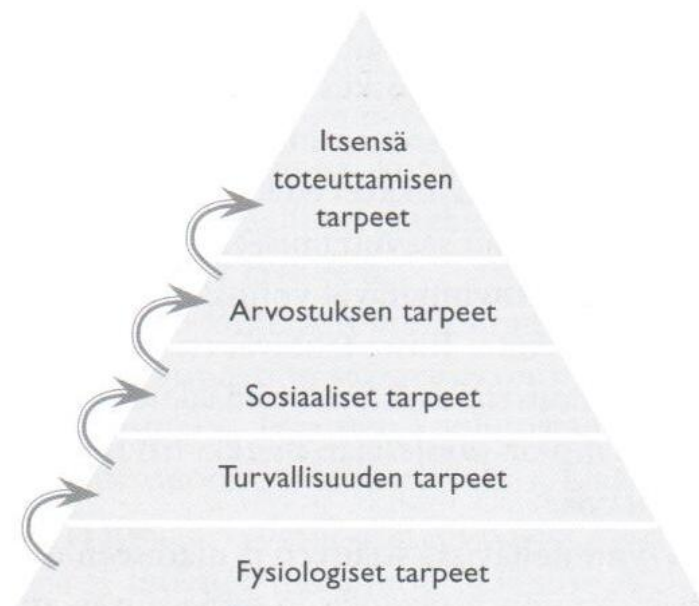 Itsensä
toteuttamisen
tarpeet
Arvostuksen tarpeet
Sosiaaliset tarpeet
Turvallisuuden tarpeet
Fysiologiset tarpeet